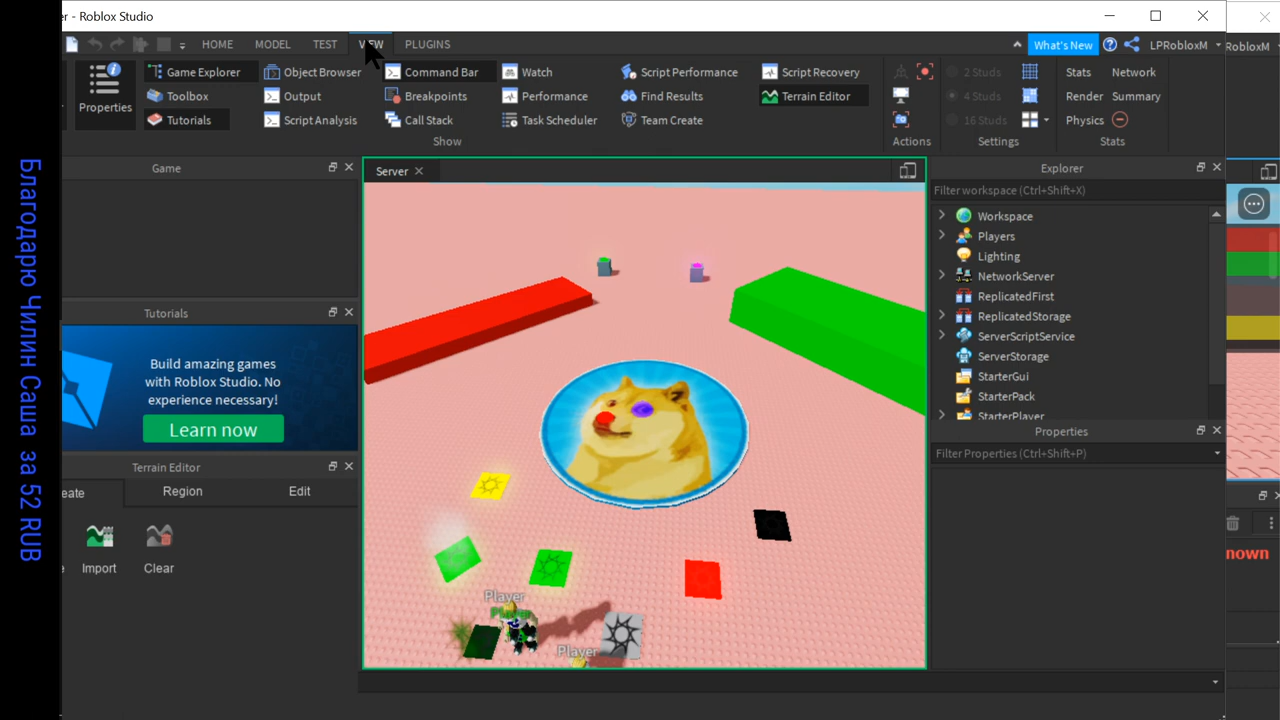 er - Roblox Studio
HOME MODEL TEST VIEW PLUGINS
What's New
LPRobloxM
RobloxM
Properties
Game Explorer
Toolbox
Tutorials
Object Browser
Output
Script Analysis
Command Bar
Breakpoints
Call Stack
Watch
Performance
Task Scheduler
Script Performance
Find Results
Team Create
Script Recovery
Terrain Editor
2 Studs
4 Studs
16 Studs
Stats Network
Render Summary
Physics
Show
Actions
Settings
Stats
Game
Server
Explorer
Filter workspace (Ctrl+Shift+X)
Workspace
Players
Lighting
NetworkServer
ReplicatedFirst
ReplicatedStorage
ServerScriptService
ServerStorage
StarterGui
StarterPack
StarterPlayer
Tutorials
Build amazing games
with Roblox Studio. No
experience necessary!
Learn now
Terrain Editor
eate Region Edit
e Import Clear
Properties
Filter Properties (Ctrl+Shift+P)
nown
Player
Player
Player
Благодарю Чилин Саша за 52 RUB